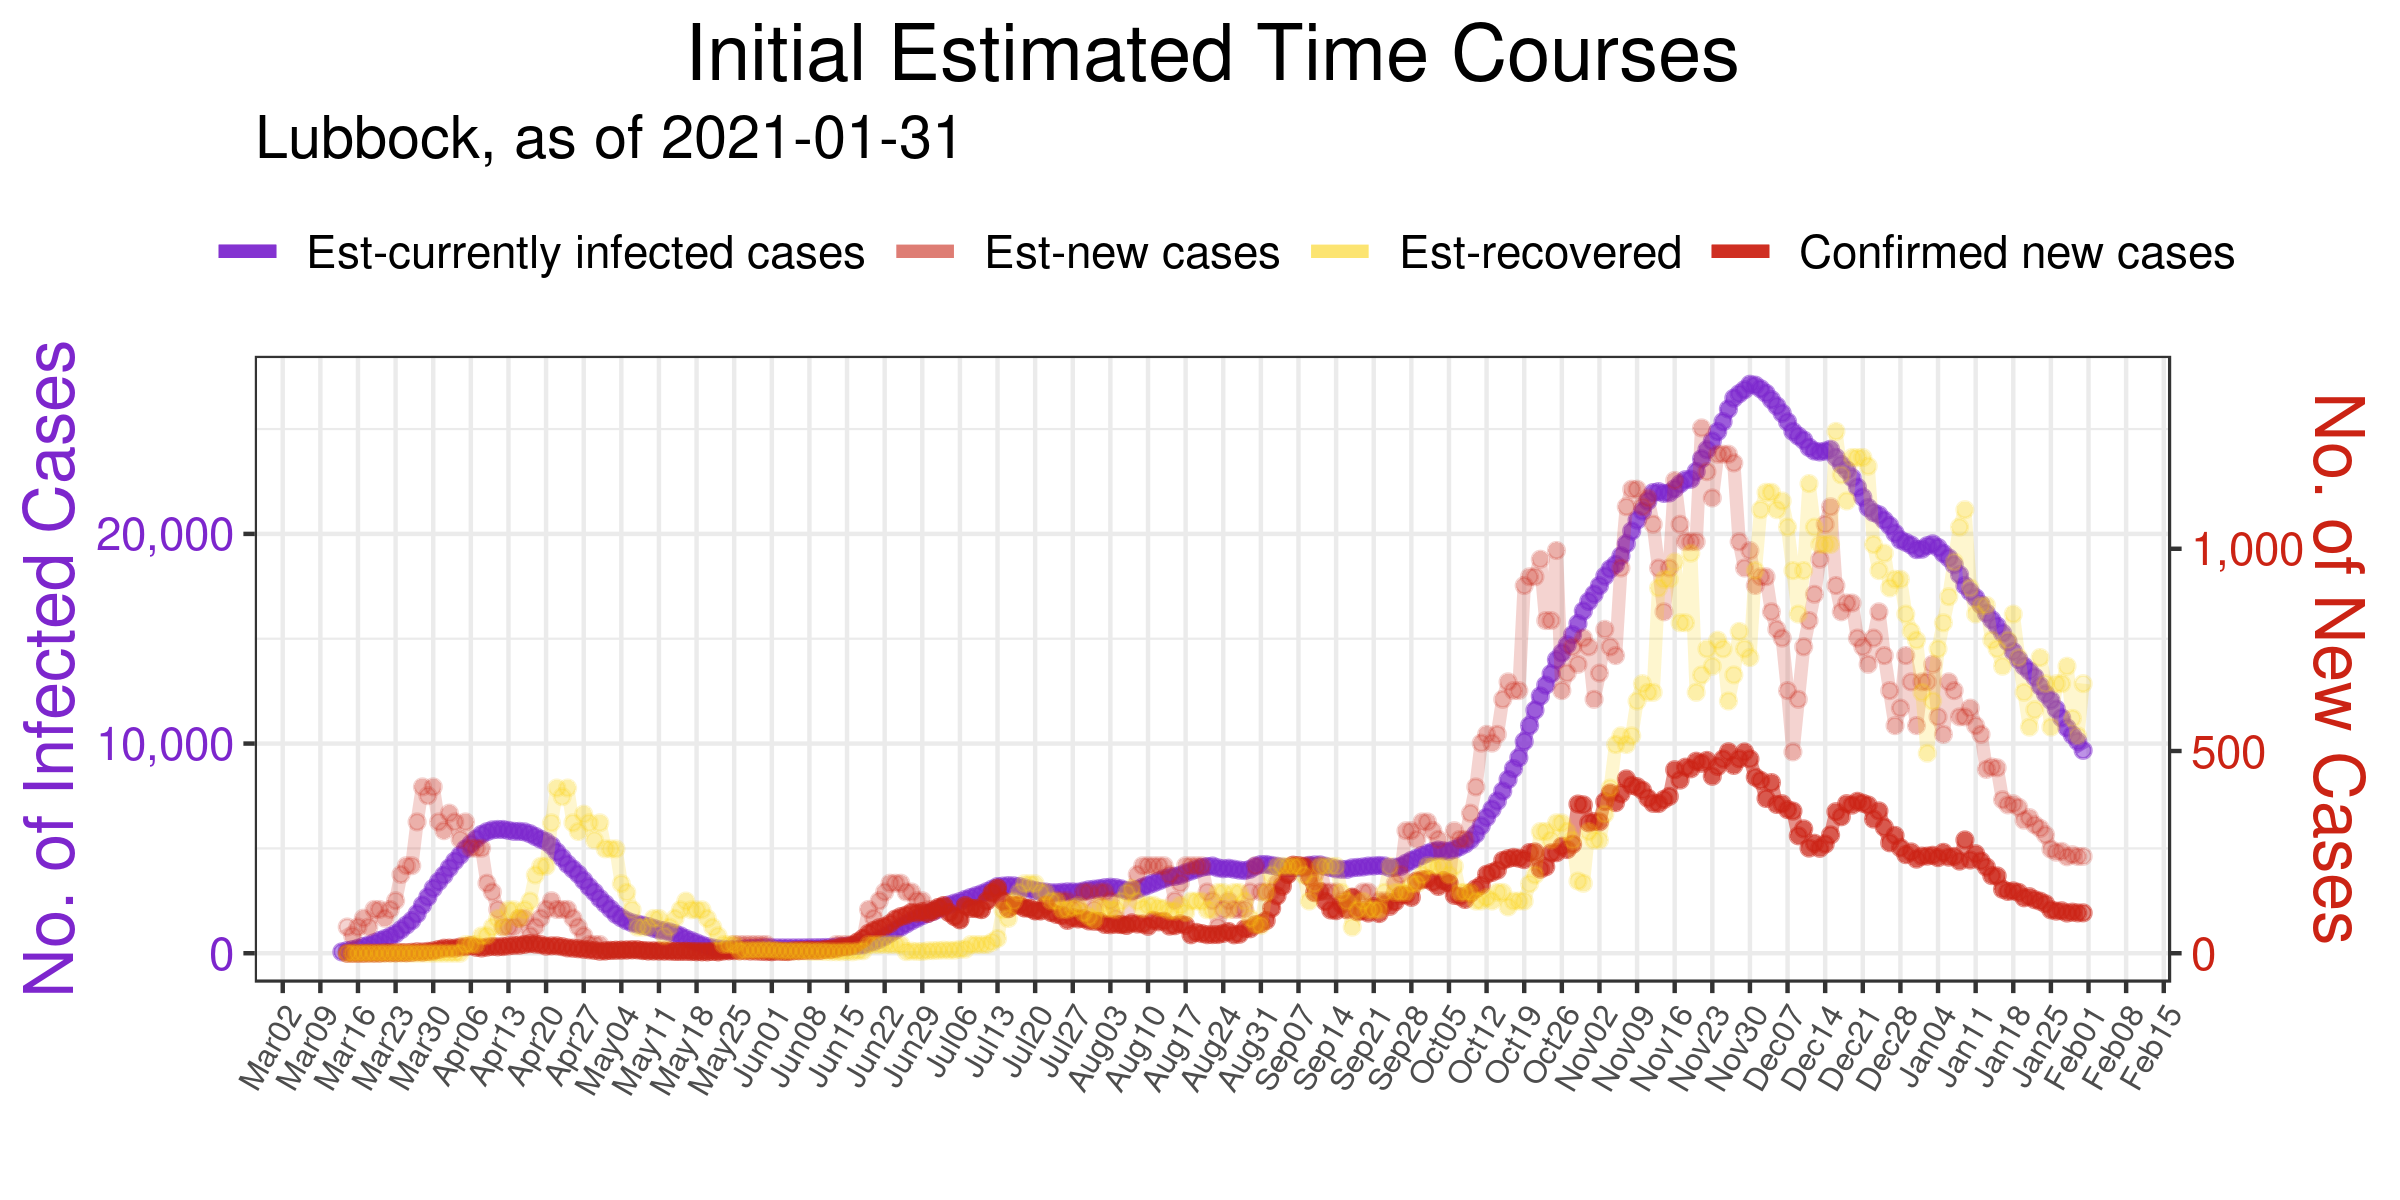 Initial Estimated Time Courses
Lubbock, as of 2021-01-31
Est-currently infected cases
Est-new cases
Est-recovered
Confirmed new cases
No. of Infected Cases
20,000
10,000
0
No. of New Cases
1,000
500
0
Mar02
Mar09
Mar16
Mar23
Mar30
Apr06
Apr13
Apr20
Apr27
May04
May11
May18
May25
Jun01
Jun08
Jun15
Jun22
Jun29
Jul06
Jul13
Jul20
Jul27
Aug03
Aug10
Aug17
Aug24
Aug31
Sep07
Sep14
Sep21
Sep28
Oct05
Oct12
Oct19
Oct26
Nov02
Nov09
Nov16
Nov23
Nov30
Dec07
Dec14
Dec21
Dec28
Jan04
Jan11
Jan18
Jan25
Feb01
Feb08
Feb15